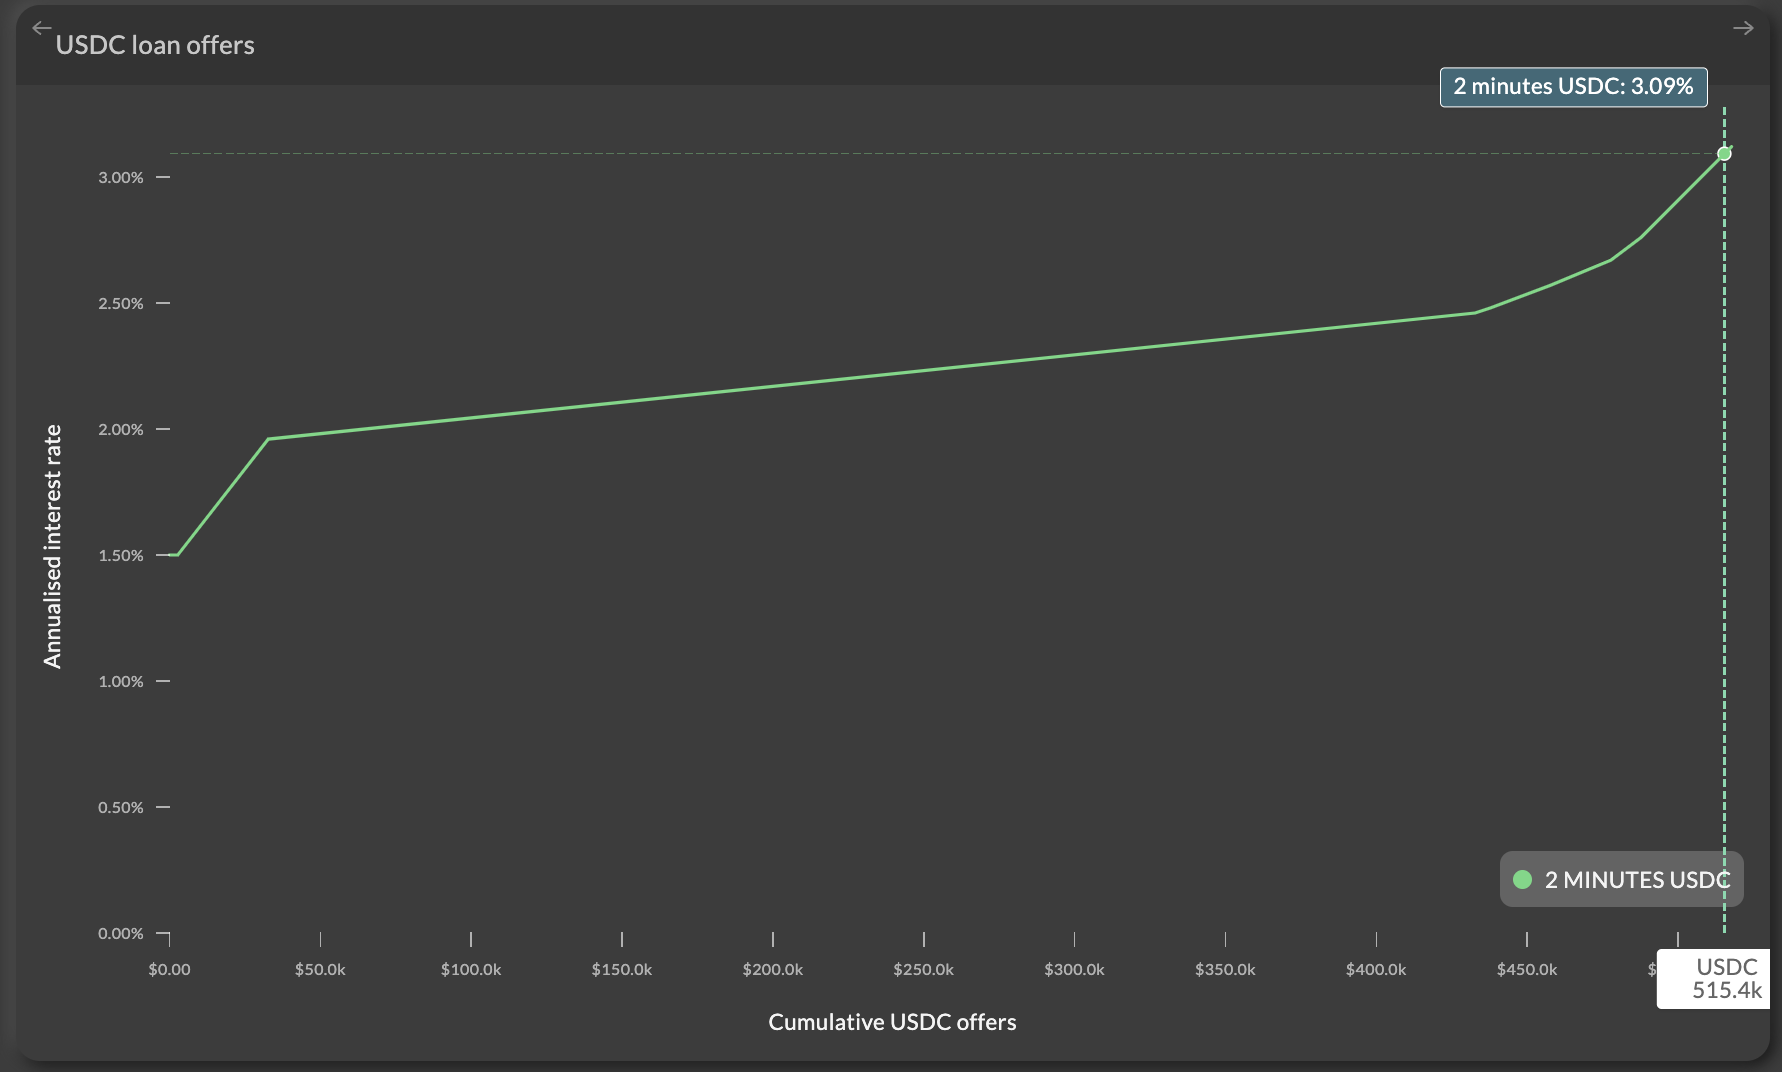 USDC loan offers
2 minutes USDC: 3.09%
3.00%
2.50%
2.00%
1.50%
1.00%
0.50%
0.00%
Annualised interest rate
2 MINUTES USDC
$0.00 $50.0k $100.0k $150.0k $200.0k $250.0k $300.0k $350.0k $400.0k $450.0k
USDC
515.4k
Cumulative USDC offers